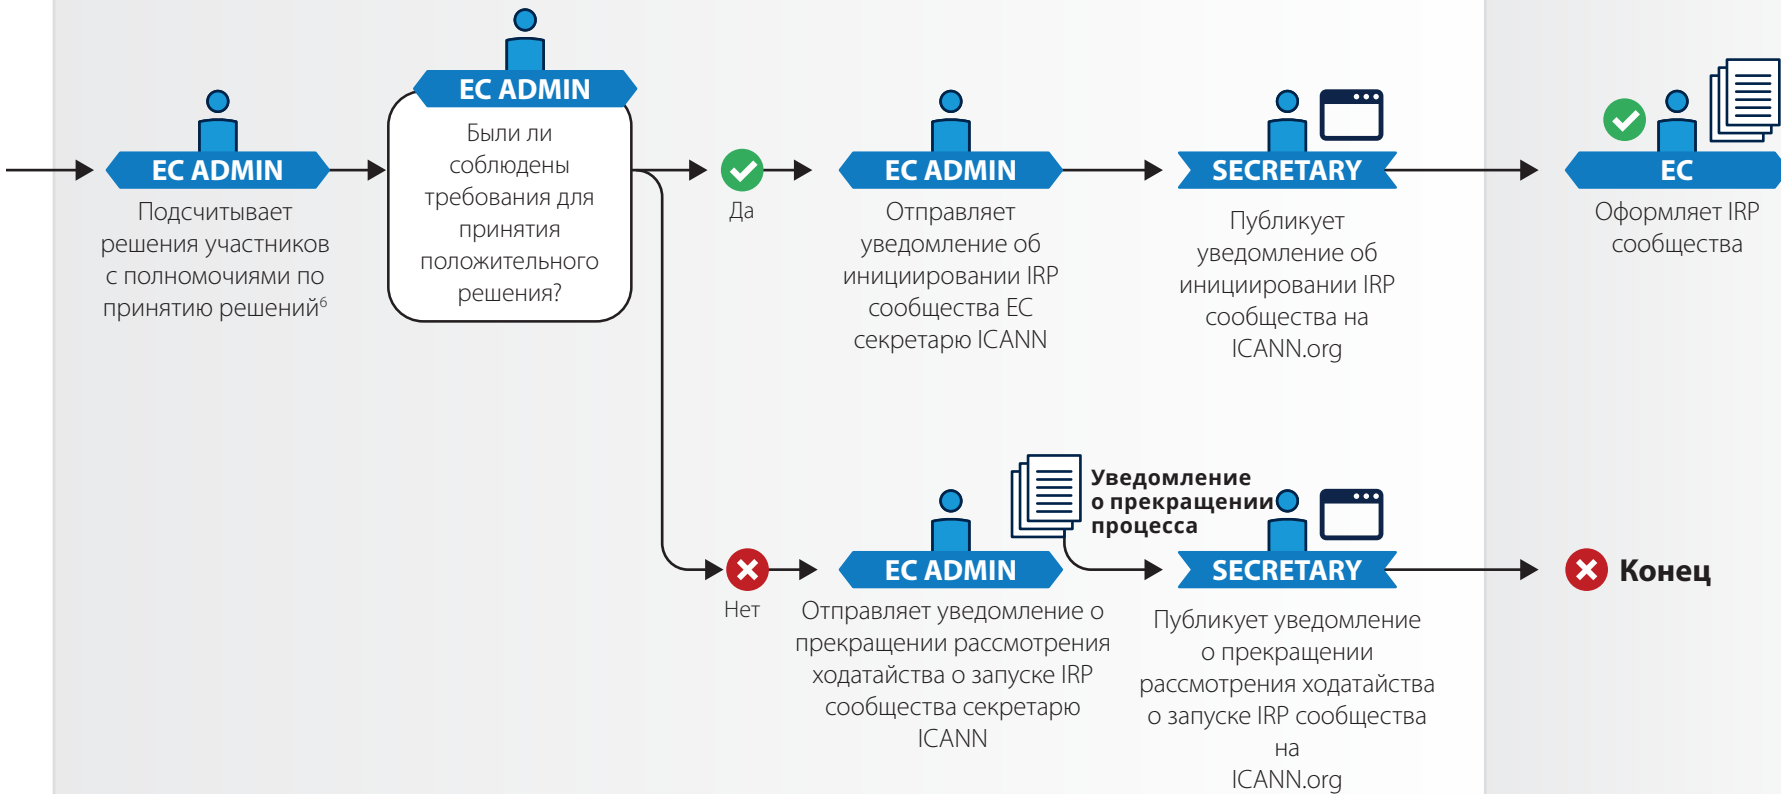 EC ADMIN
Подсчитывает
решения участников
с полномочиями по
принятию решений⁶
EC ADMIN
Были ли
соблюдены
требования для
принятия
положительного
решения?
Да
EC ADMIN
Отправляет
уведомление об
инициировании IRP
сообщества ЕС
секретарю ICANN
SECRETARY
Публикует
уведомление об
инициировании IRP
сообщества на
ICANN.org
EC
Оформляет IRP
сообщества
Нет
EC ADMIN
Отправляет уведомление о
прекращении рассмотрения
ходатайства о запуске IRP
сообщества секретарю
ICANN
Уведомление
о прекращении
процесса
SECRETARY
Публикует уведомление
о прекращении
рассмотрения ходатайства
о запуске IRP сообщества
на
ICANN.org
Конец